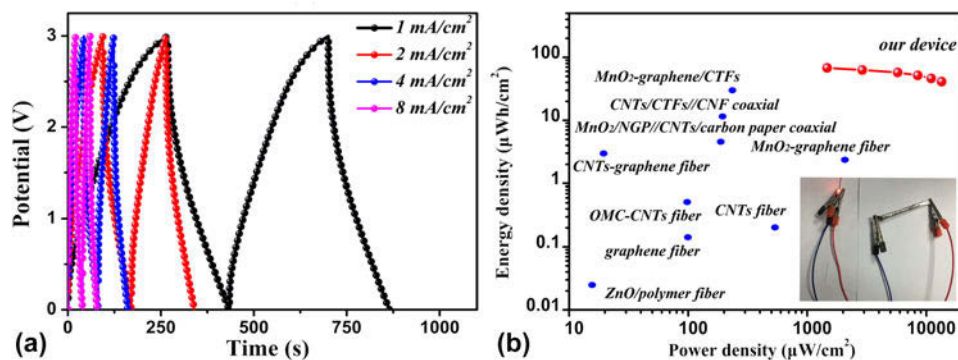 Potential (V)
3
2
1
0
0
250
500
750
1000
Time (s)
(a)
1 mA/cm²
2 mA/cm²
4 mA/cm²
8 mA/cm²
Energy density (μWh/cm²)
100
10
1
0.1
0.01
our device
MnO₂-graphene/CTFs
CNTs/CTFs//CNF coaxial
MnO₂/NGP//CNTs/carbon paper coaxial
MnO₂-graphene fiber
CNTs-graphene fiber
OMC-CNTs fiber
CNTs fiber
graphene fiber
ZnO/polymer fiber
10
100
1000
10000
Power density (μW/cm²)
(b)